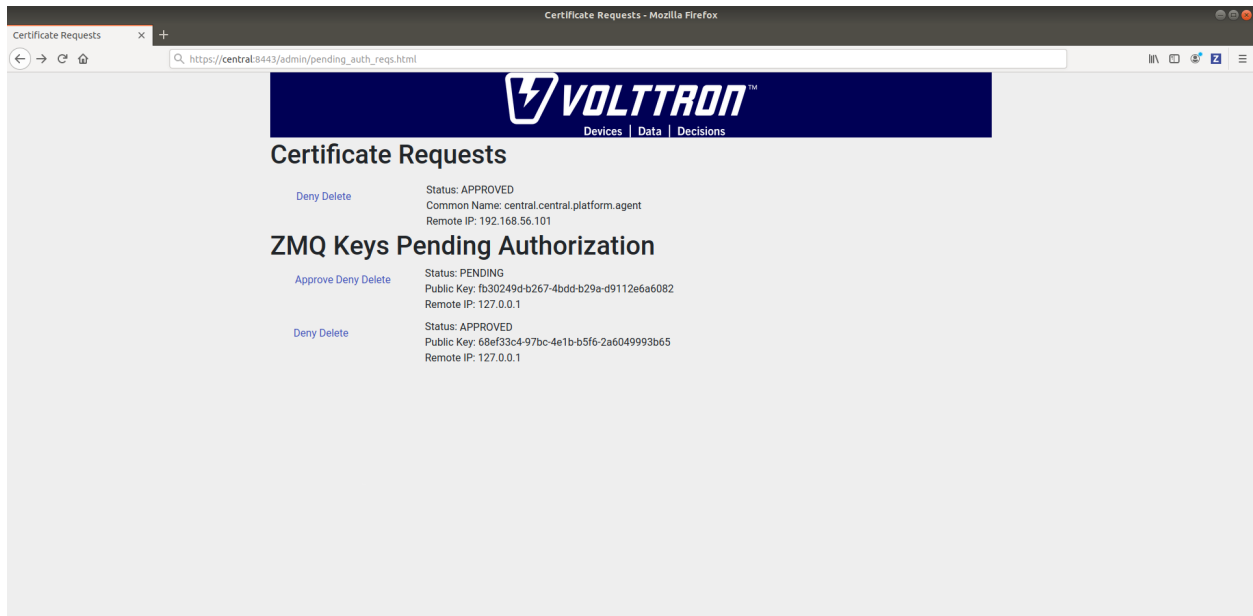 Certificate Requests - Mozilla Firefox
Certificate Requests
https://central:8443/admin/pending_auth_reqs.html
Z
VOLTTRON™
Devices | Data | Decisions
Certificate Requests
Deny Delete
Status: APPROVED
Common Name: central.central.platform.agent
Remote IP: 192.168.56.101
ZMQ Keys Pending Authorization
Approve Deny Delete
Status: PENDING
Public Key: fb30249d-b267-4bdd-b29a-d9112e6a6082
Remote IP: 127.0.0.1
Deny Delete
Status: APPROVED
Public Key: 68ef33c4-97bc-4e1b-b5f6-2a6049993b65
Remote IP: 127.0.0.1